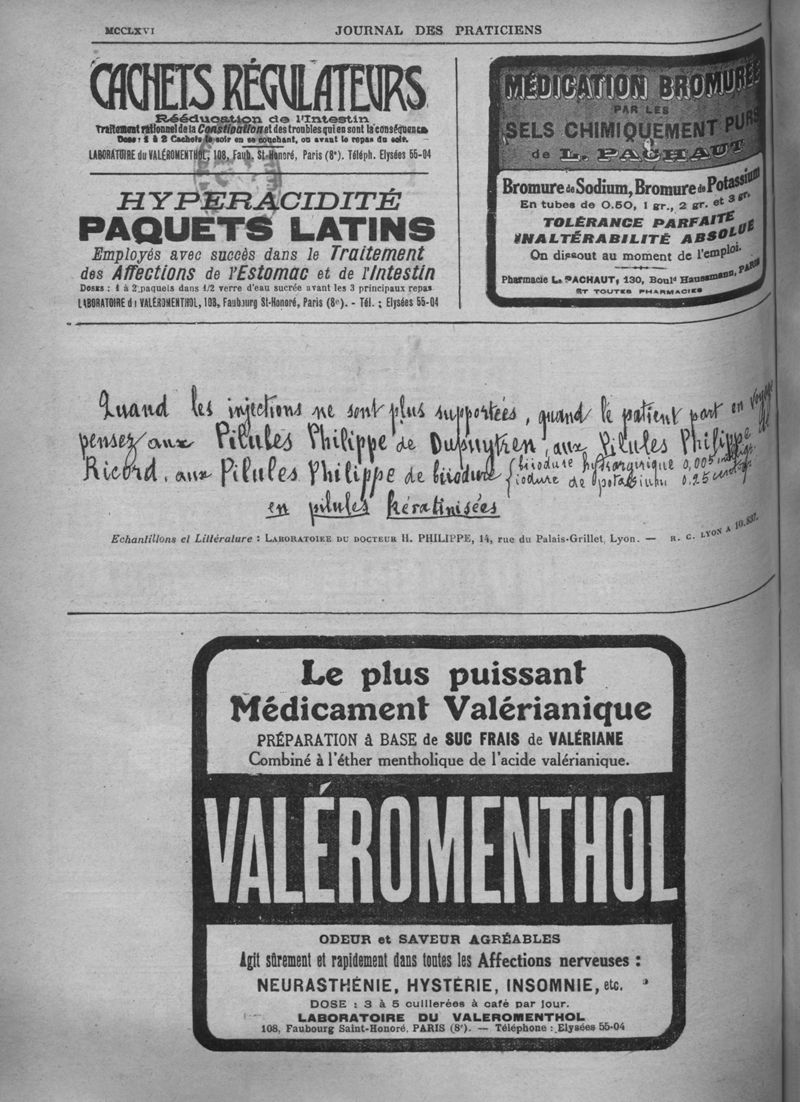 MCCLXVI
JOURNAL DES PRATICIENS
CACHETS RÉGULATEURS
Rééducation de l'Intestin
Traitement rationnel de la Constipation et des troubles qui en sont la conséquence
Dose : 1 à 2 Cachets le soir en se couchant, ou avant le repas du soir.
LABORATOIRE du VALÉROMENTHOL, 108, Faub. St-Honoré, Paris (8e). Téléph. Elysées 55-04
HYPERACIDITÉ
PAQUETS LATINS
Employés avec succès dans le Traitement
des Affections de l'Estomac et de l'Intestin
DOSES : 1 à 2 paquets dans 1/2 verre d'eau sucrée avant les 3 principaux repas
LABORATOIRE du VALÉROMENTHOL, 108, Faubourg St-Honoré, Paris (8e). - Tél. : Elysées 55-04
MÉDICATION BROMURÉE
PAR LES
SELS CHIMIQUEMENT PURS
de L. PACHAUT
Bromure de Sodium, Bromure de Potassium
En tubes de 0.50, 1 gr., 2 gr. et 3 gr.
TOLÉRANCE PARFAITE
INALTÉRABILITÉ ABSOLUE
On dissout au moment de l'emploi.
Pharmacie L. PACHAUT, 130, Bould Haussmann, PARIS
ET TOUTES PHARMACIES
Quand les injections ne sont plus supportées, quand le patient part en voyage
pensez aux Pilules Philippe de Dupuytren, aux Pilules Philippe de
Ricord, aux Pilules Philippe de biiodure { biiodure hydrargirique 0,005
iodure de potassium 0.25
en pilules kératinisées
Echantillons et Littérature : LABORATOIRE DU DOCTEUR H. PHILIPPE, 14, rue du Palais-Grillet, Lyon. — R. C. LYON A 10.837.
Le plus puissant
Médicament Valérianique
PRÉPARATION à BASE de SUC FRAIS de VALÉRIANE
Combiné à l'éther mentholique de l'acide valérianique.
VALÉROMENTHOL
ODEUR et SAVEUR AGRÉABLES
Agit sûrement et rapidement dans toutes les Affections nerveuses :
NEURASTHÉNIE, HYSTÉRIE, INSOMNIE, etc.
DOSE : 3 à 5 cuillerées à café par jour.
LABORATOIRE DU VALEROMENTHOL
108, Faubourg Saint-Honoré, PARIS (8e). — Téléphone : Elysées 55-04